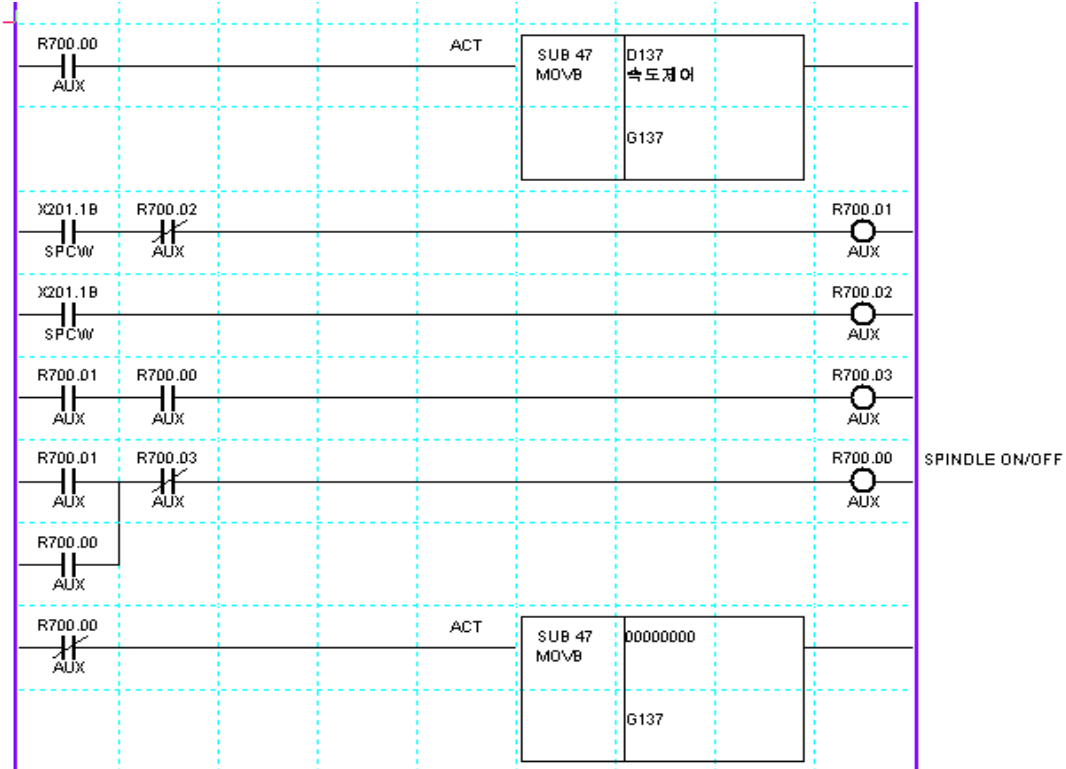 R700.00 ACT
AUX
SUB 47 D137
MOVB 속도제어
G137
X201.1B R700.02 R700.01
SPCW AUX AUX
X201.1B R700.02
SPCW AUX
R700.01 R700.00 R700.03
AUX AUX AUX
R700.01 R700.03 R700.00 SPINDLE ON/OFF
AUX AUX AUX
R700.00
AUX
R700.00 ACT
AUX
SUB 47 00000000
MOVB
G137